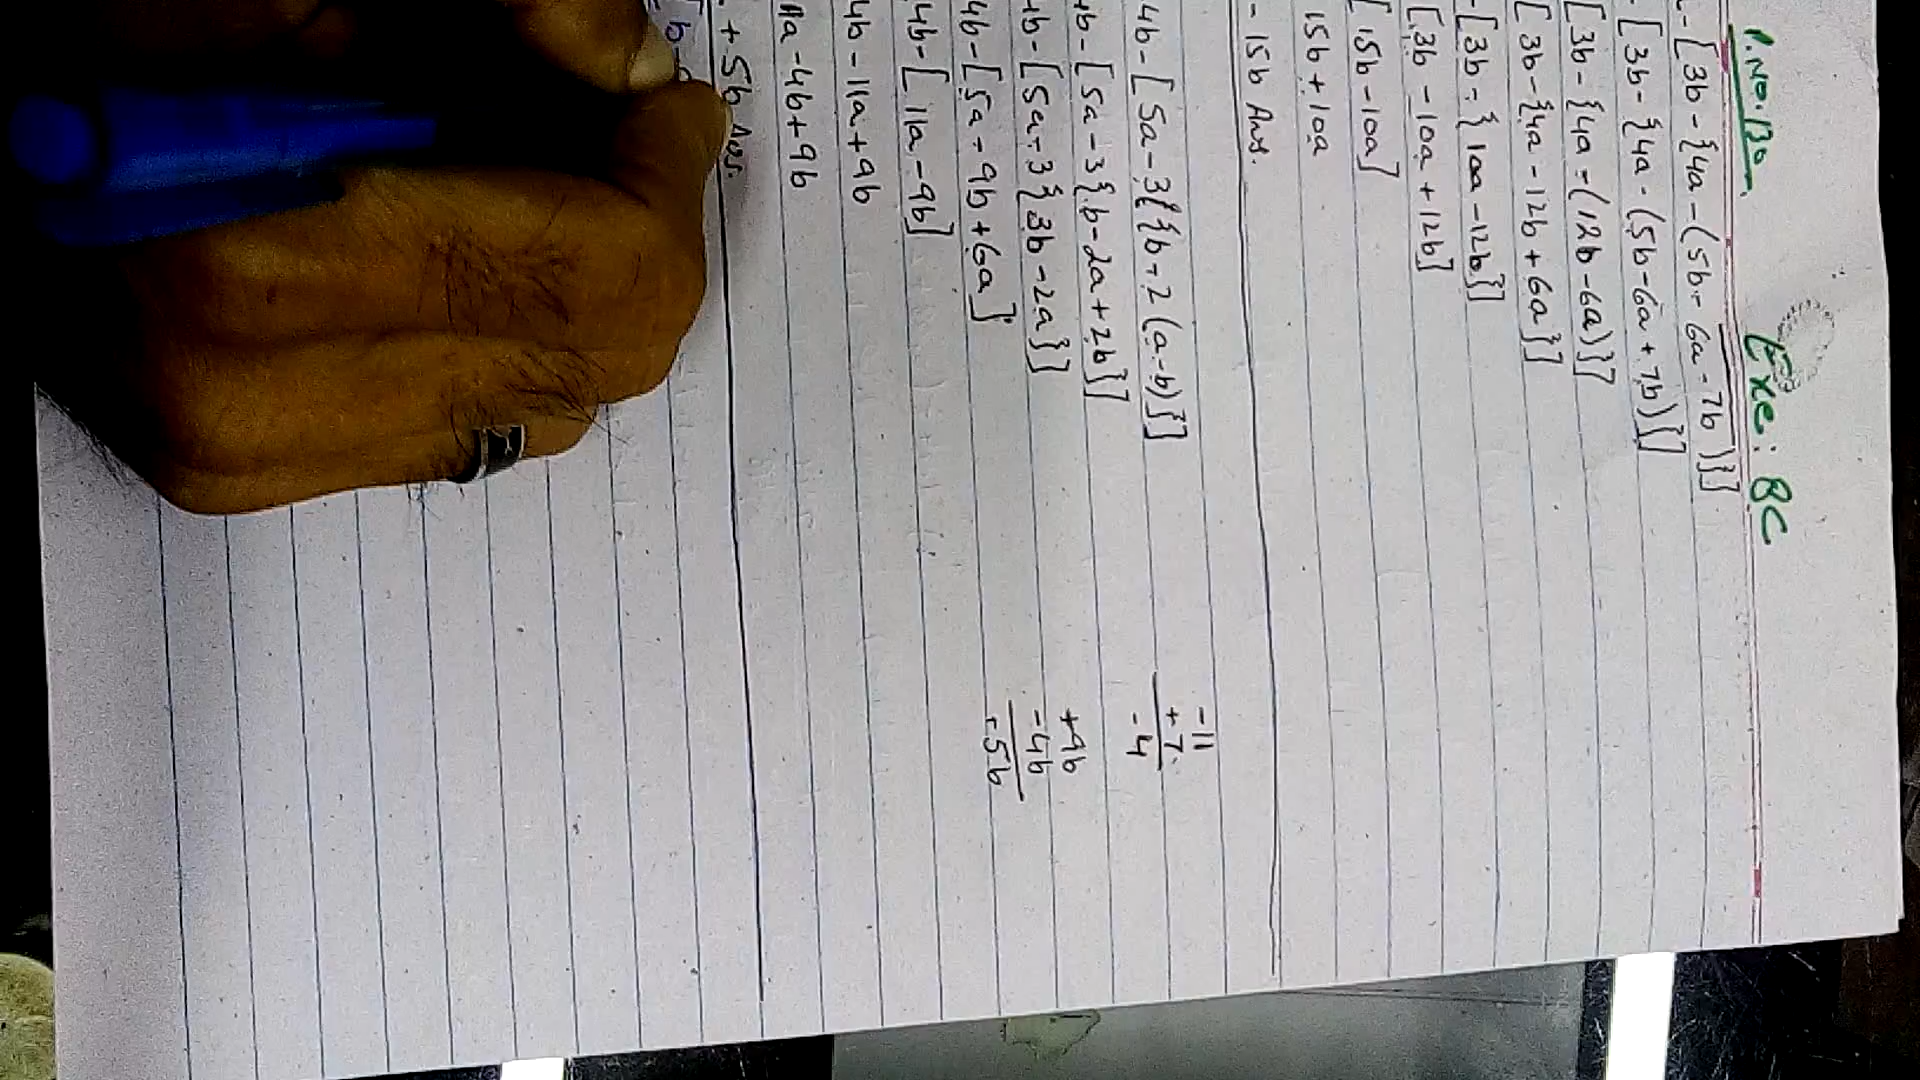 P.NO.130 Exe: 8C
- [3b - {4a - (5b - 6a - 7b)}]
- [3b - {4a - (5b - 6a + 7b)}]
[3b - {4a - (12b - 6a)}]
[3b - {4a - 12b + 6a}]
- [3b - {10a - 12b}]
[3b - 10a + 12b]
[15b - 10a]
15b + 10a
- 15b Ans.
4b - [5a - 3{b - 2(a - b)}]
4b - [5a - 3{b - 2a + 2b}]
4b - [5a - 3{3b - 2a}]
4b - [5a - 9b + 6a]
4b - [11a - 9b]
4b - 11a + 9b
11a - 4b + 9b
+ 5b Ans.
[b -
-11
+7
-4
+9b
-4b
+5b